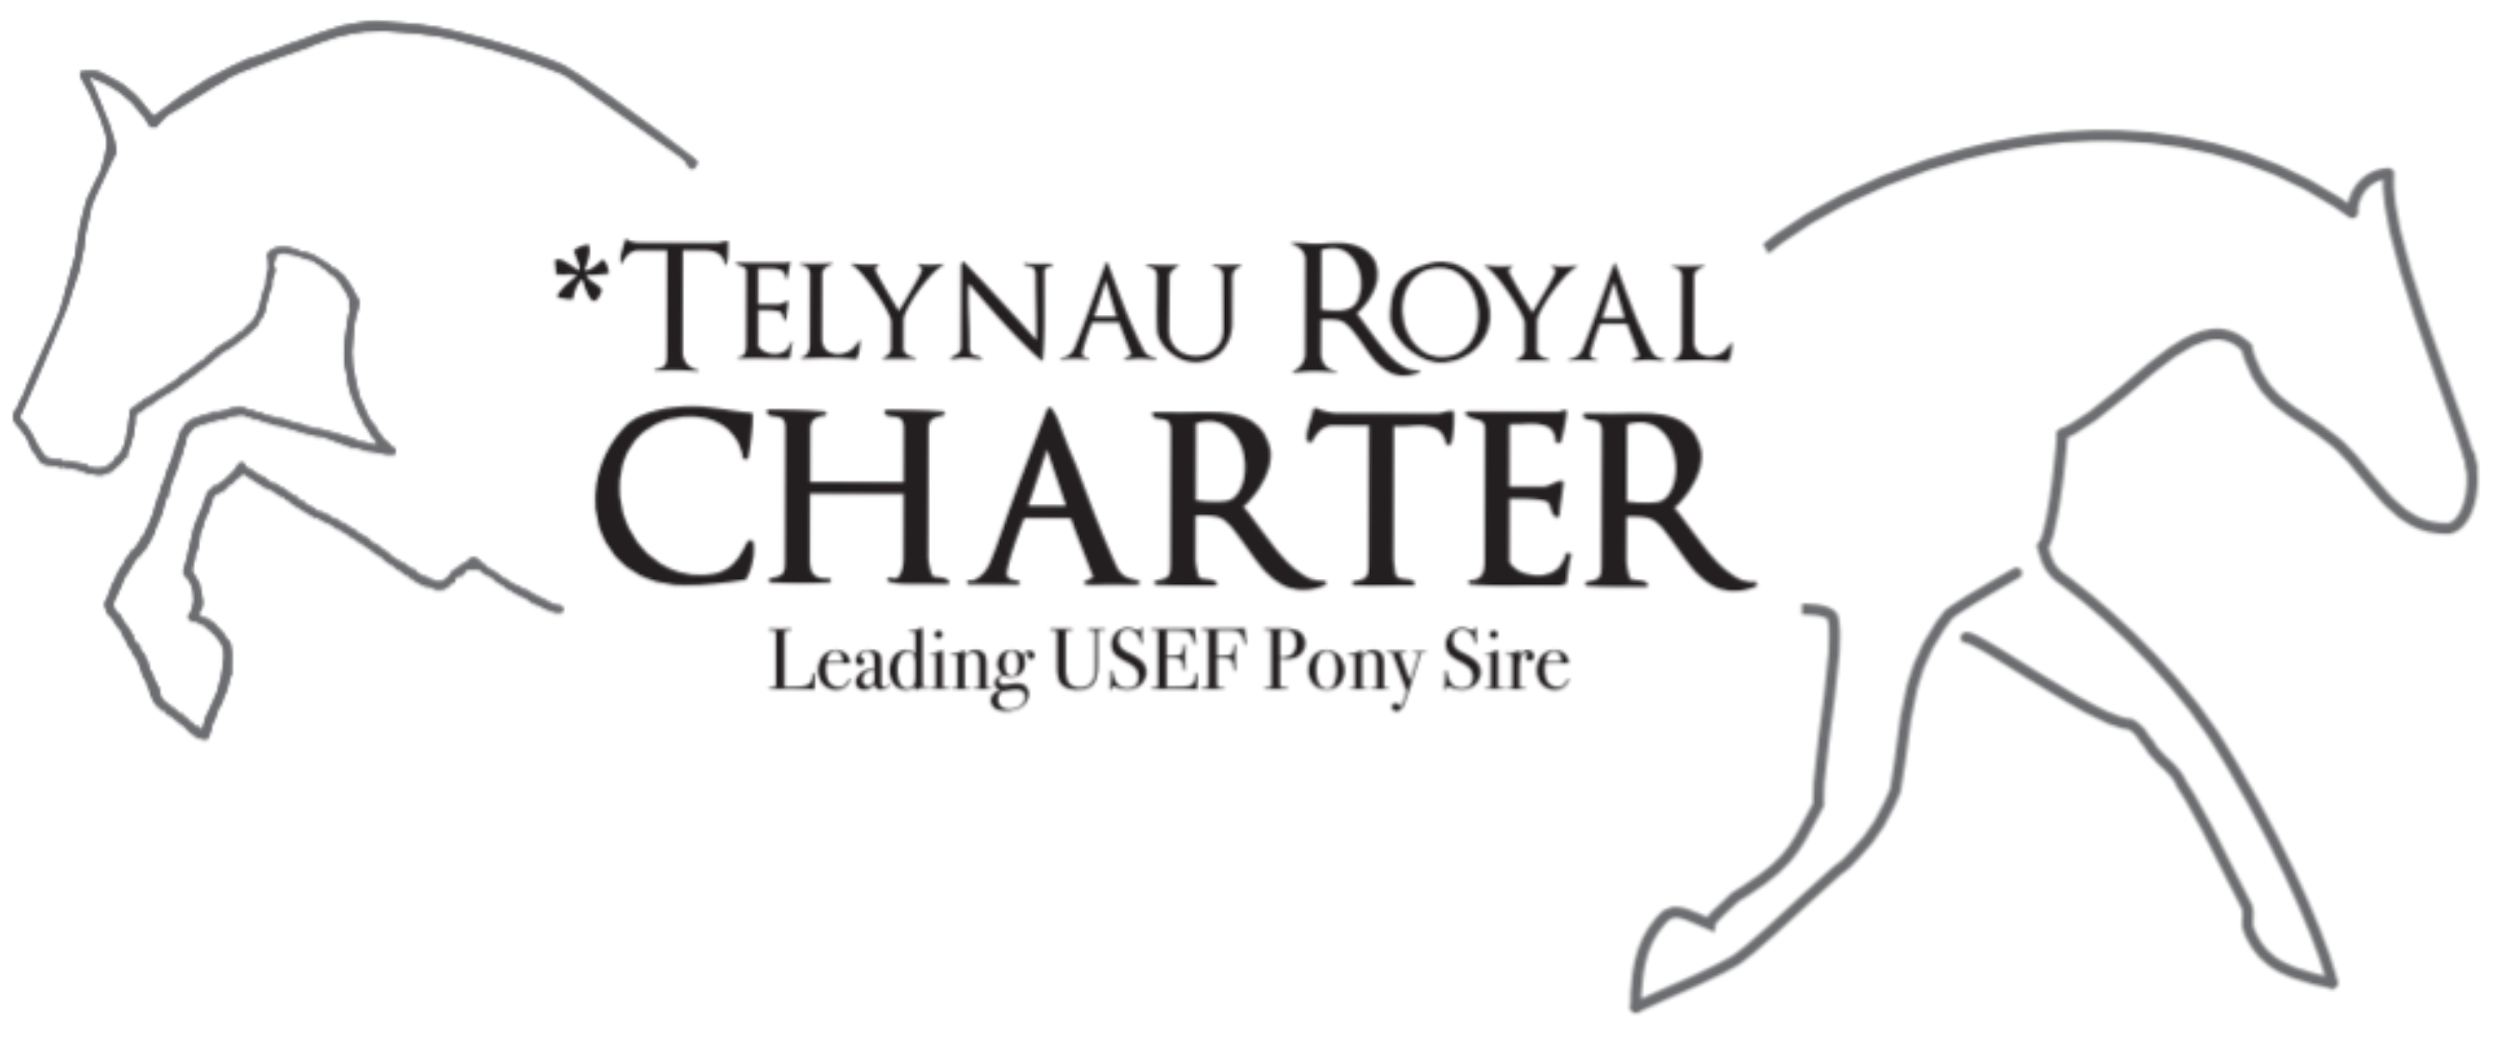 *Telynau Royal
CHARTER
Leading USEF Pony Sire